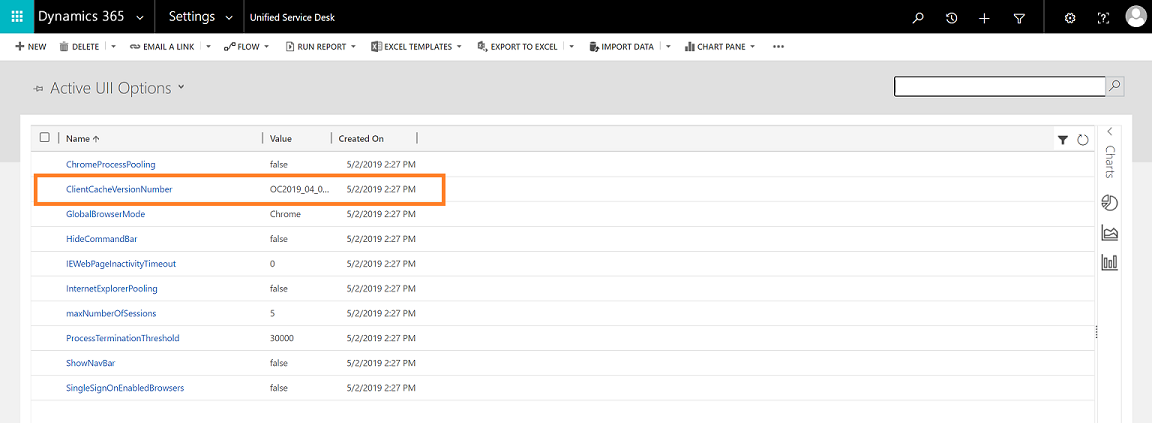 Dynamics 365 Settings Unified Service Desk
NEW DELETE EMAIL A LINK FLOW RUN REPORT EXCEL TEMPLATES EXPORT TO EXCEL IMPORT DATA CHART PANE
Active UII Options
Name Value Created On
ChromeProcessPooling false 5/2/2019 2:27 PM
ClientCacheVersionNumber OC2019_04_0... 5/2/2019 2:27 PM
GlobalBrowserMode Chrome 5/2/2019 2:27 PM
HideCommandBar false 5/2/2019 2:27 PM
IEWebPageInactivityTimeout 0 5/2/2019 2:27 PM
InternetExplorerPooling false 5/2/2019 2:27 PM
maxNumberOfSessions 5 5/2/2019 2:27 PM
ProcessTerminationThreshold 30000 5/2/2019 2:27 PM
ShowNavBar false 5/2/2019 2:27 PM
SingleSignOnEnabledBrowsers false 5/2/2019 2:27 PM
Charts